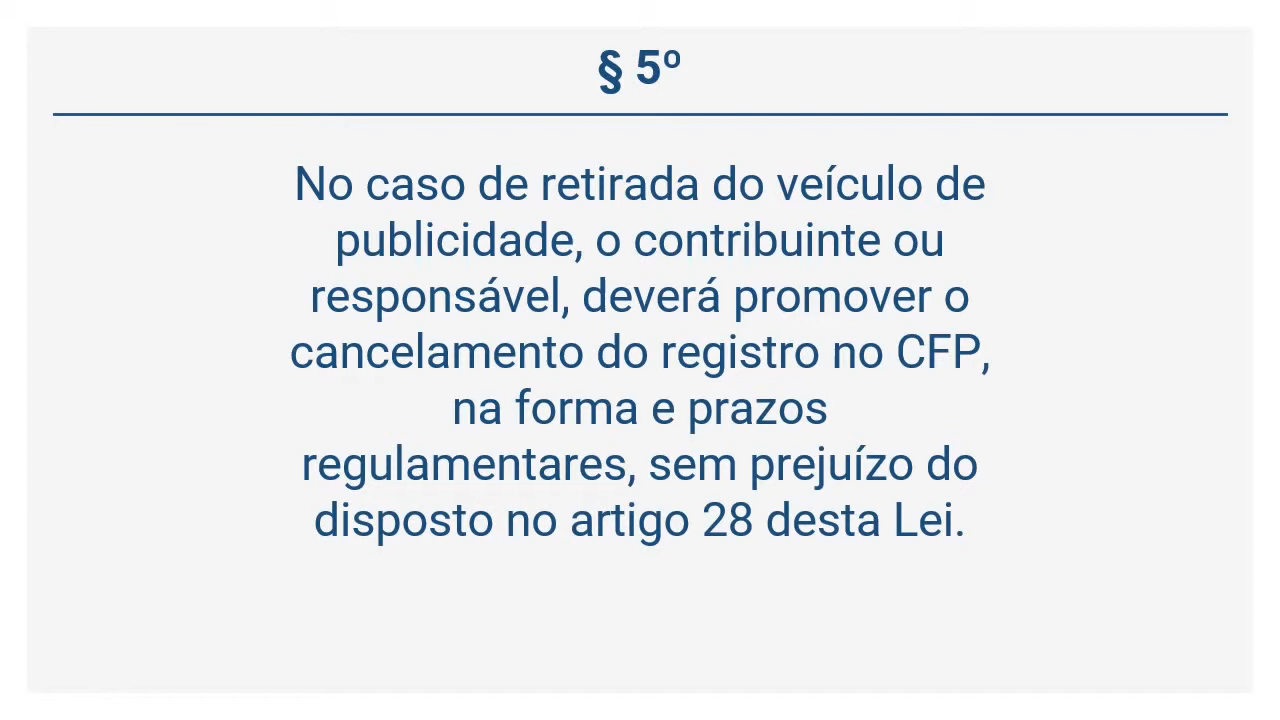 § 5º
No caso de retirada do veículo de
publicidade, o contribuinte ou
responsável, deverá promover o
cancelamento do registro no CFP,
na forma e prazos
regulamentares, sem prejuízo do
disposto no artigo 28 desta Lei.